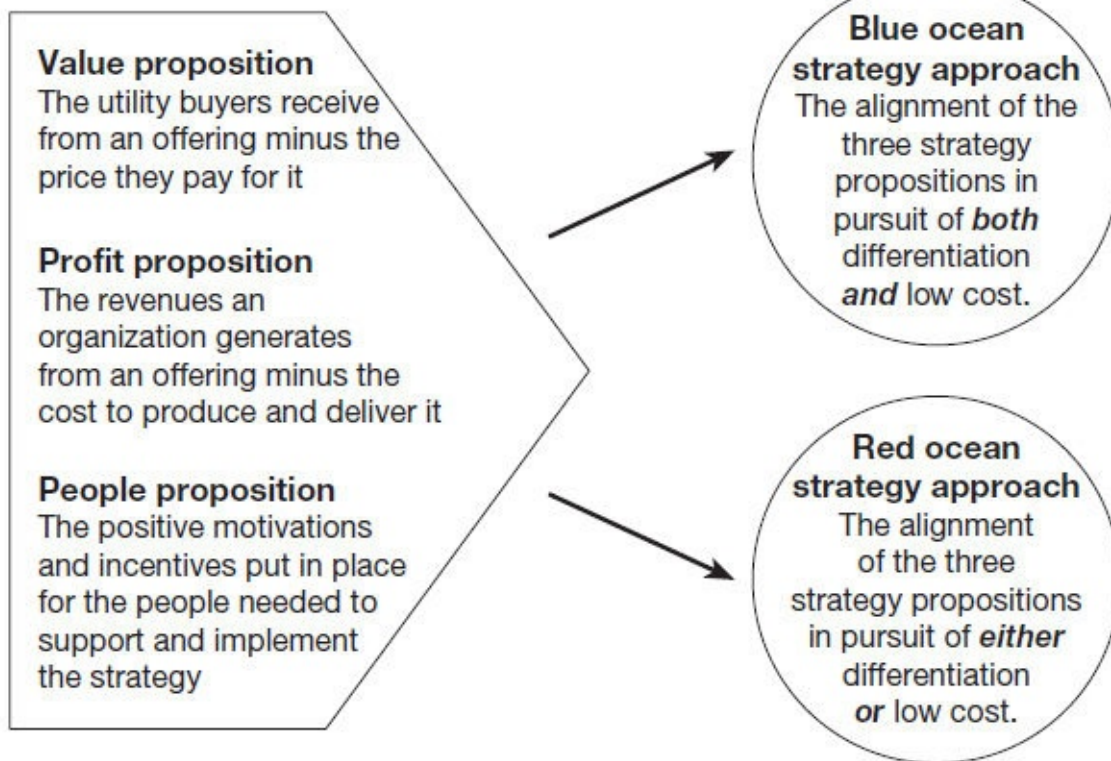 Value proposition
The utility buyers receive
from an offering minus the
price they pay for it
Profit proposition
The revenues an
organization generates
from an offering minus the
cost to produce and deliver it
People proposition
The positive motivations
and incentives put in place
for the people needed to
support and implement
the strategy
Blue ocean
strategy approach
The alignment of the
three strategy
propositions in
pursuit of both
differentiation
and low cost.
Red ocean
strategy approach
The alignment
of the three
strategy propositions
in pursuit of either
differentiation
or low cost.